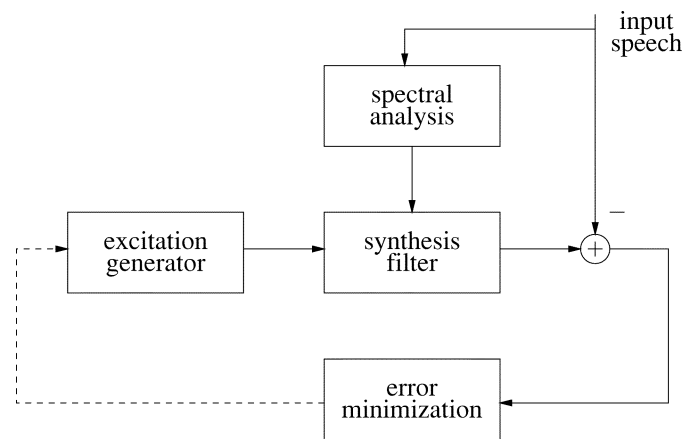 input
speech
spectral
analysis
−
excitation
generator
synthesis
filter
+
error
minimization